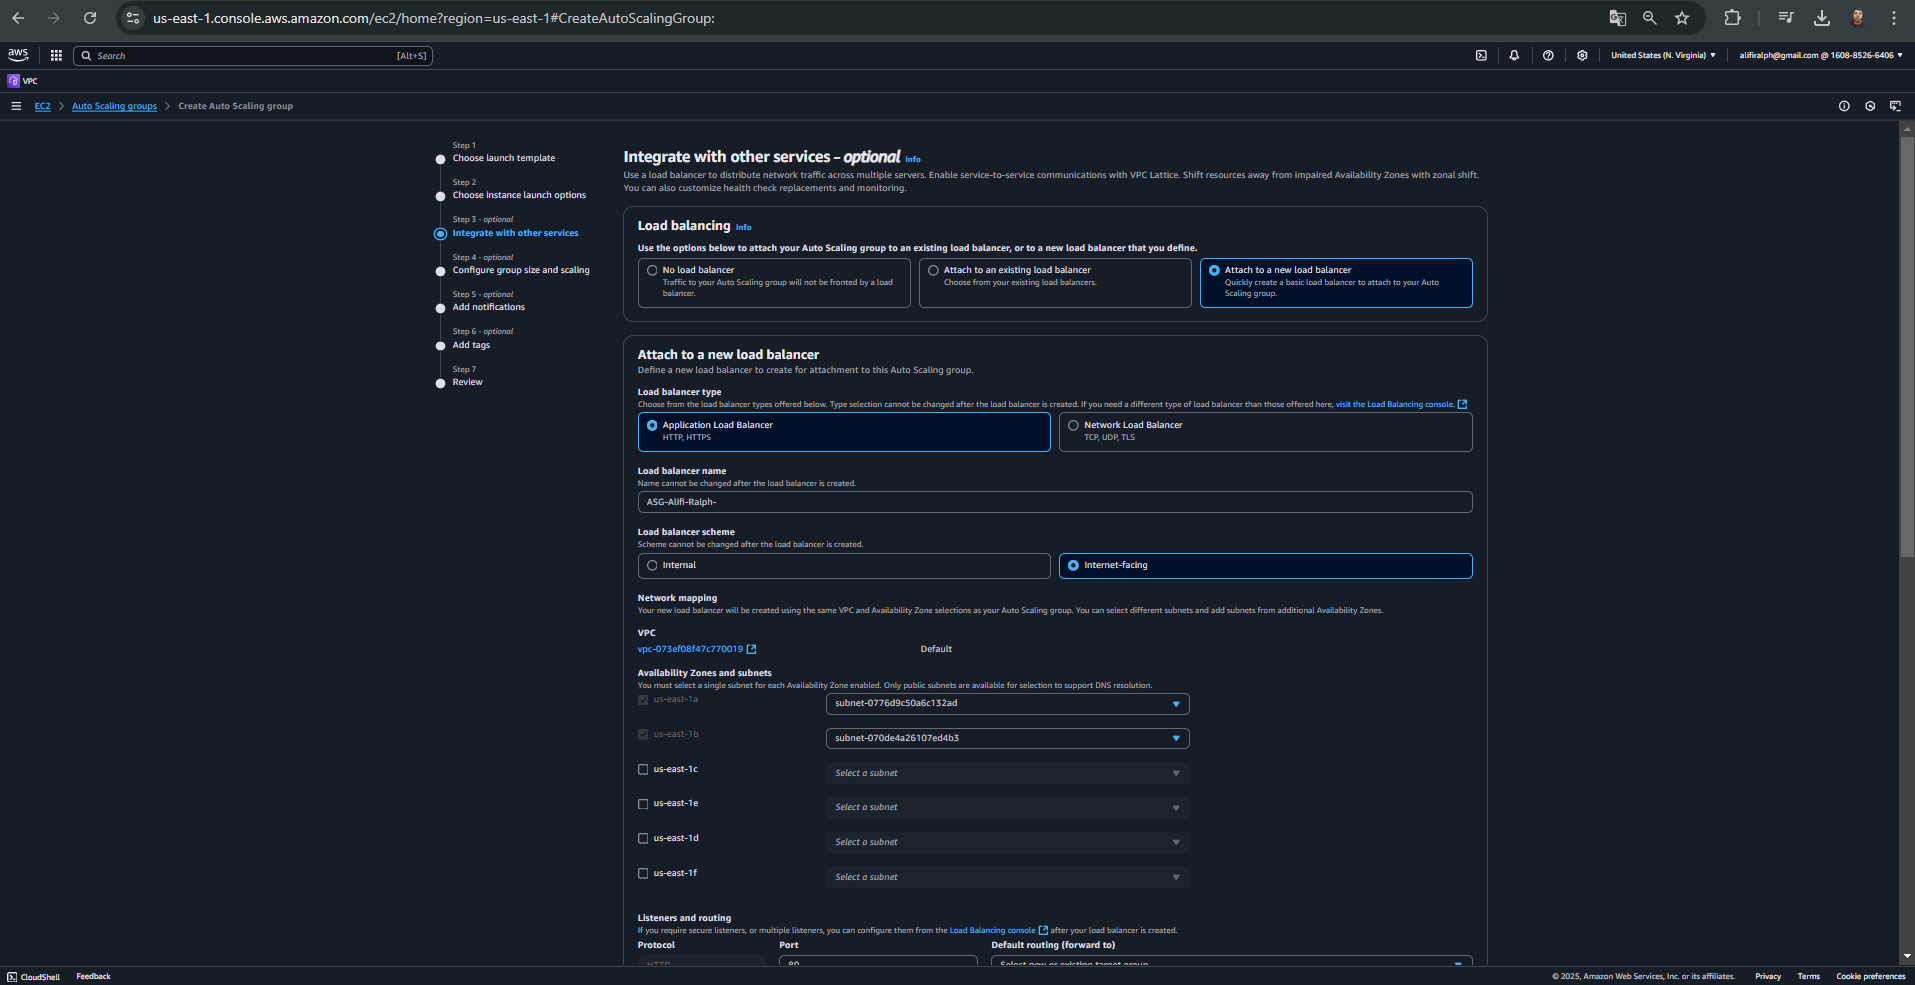 us-east-1.console.aws.amazon.com/ec2/home?region=us-east-1#CreateAutoScalingGroup:
aws
Search
[Alt+S]
United States (N. Virginia)
alifiralph@gmail.com @ 1608-8526-6406
VPC
EC2
Auto Scaling groups
Create Auto Scaling group
Step 1
Choose launch template
Step 2
Choose instance launch options
Step 3 - optional
Integrate with other services
Step 4 - optional
Configure group size and scaling
Step 5 - optional
Add notifications
Step 6 - optional
Add tags
Step 7
Review
Integrate with other services - optional Info
Use a load balancer to distribute network traffic across multiple servers. Enable service-to-service communications with VPC Lattice. Shift resources away from impaired Availability Zones with zonal shift.
You can also customize health check replacements and monitoring.
Load balancing Info
Use the options below to attach your Auto Scaling group to an existing load balancer, or to a new load balancer that you define.
No load balancer
Traffic to your Auto Scaling group will not be fronted by a load
balancer.
Attach to an existing load balancer
Choose from your existing load balancers.
Attach to a new load balancer
Quickly create a basic load balancer to attach to your Auto
Scaling group.
Attach to a new load balancer
Define a new load balancer to create for attachment to this Auto Scaling group.
Load balancer type
Choose from the load balancer types offered below. Type selection cannot be changed after the load balancer is created. If you need a different type of load balancer than those offered here, visit the Load Balancing console.
Application Load Balancer
HTTP, HTTPS
Network Load Balancer
TCP, UDP, TLS
Load balancer name
Name cannot be changed after the load balancer is created.
ASG-Alifi-Ralph-
Load balancer scheme
Scheme cannot be changed after the load balancer is created.
Internal
Internet-facing
Network mapping
Your new load balancer will be created using the same VPC and Availability Zone selections as your Auto Scaling group. You can select different subnets and add subnets from additional Availability Zones.
VPC
vpc-073ef08f47c770019
Default
Availability Zones and subnets
You must select a single subnet for each Availability Zone enabled. Only public subnets are available for selection to support DNS resolution.
us-east-1a
subnet-0776d9c50a6c132ad
us-east-1b
subnet-070de4a26107ed4b3
us-east-1c
Select a subnet
us-east-1e
Select a subnet
us-east-1d
Select a subnet
us-east-1f
Select a subnet
Listeners and routing
If you require secure listeners, or multiple listeners, you can configure them from the Load Balancing console after your load balancer is created.
Protocol
Port
Default routing (forward to)
HTTP
80
Select new or existing target group
CloudShell
Feedback
© 2025, Amazon Web Services, Inc. or its affiliates.
Privacy
Terms
Cookie preferences